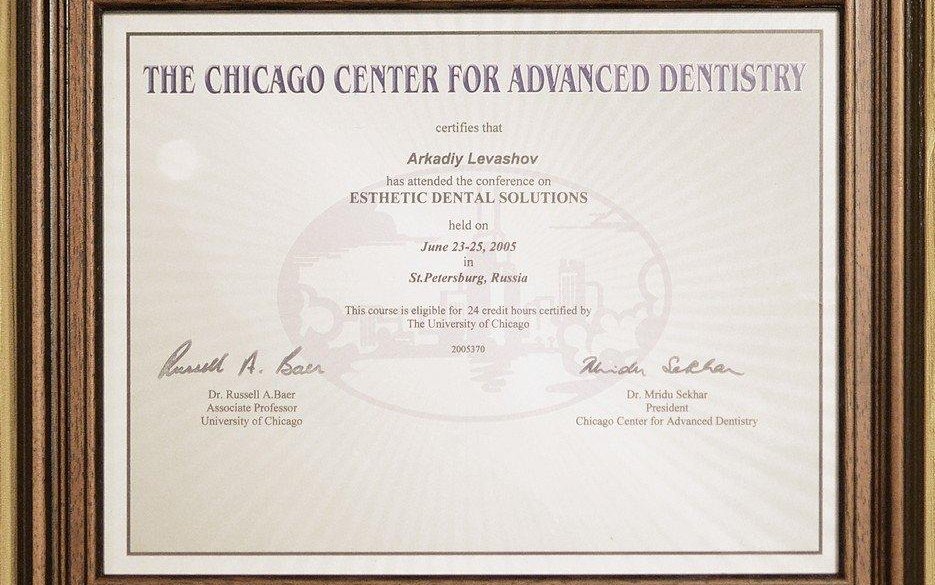 THE CHICAGO CENTER FOR ADVANCED DENTISTRY
certifies that
Arkadiy Levashov
has attended the conference on
ESTHETIC DENTAL SOLUTIONS
held on
June 23-25, 2005
in
St.Petersburg, Russia
This course is eligible for 24 credit hours certified by
The University of Chicago
2005370
Russell A. Baer
Dr. Russell A.Baer
Associate Professor
University of Chicago
Mridu Sekhar
Dr. Mridu Sekhar
President
Chicago Center for Advanced Dentistry